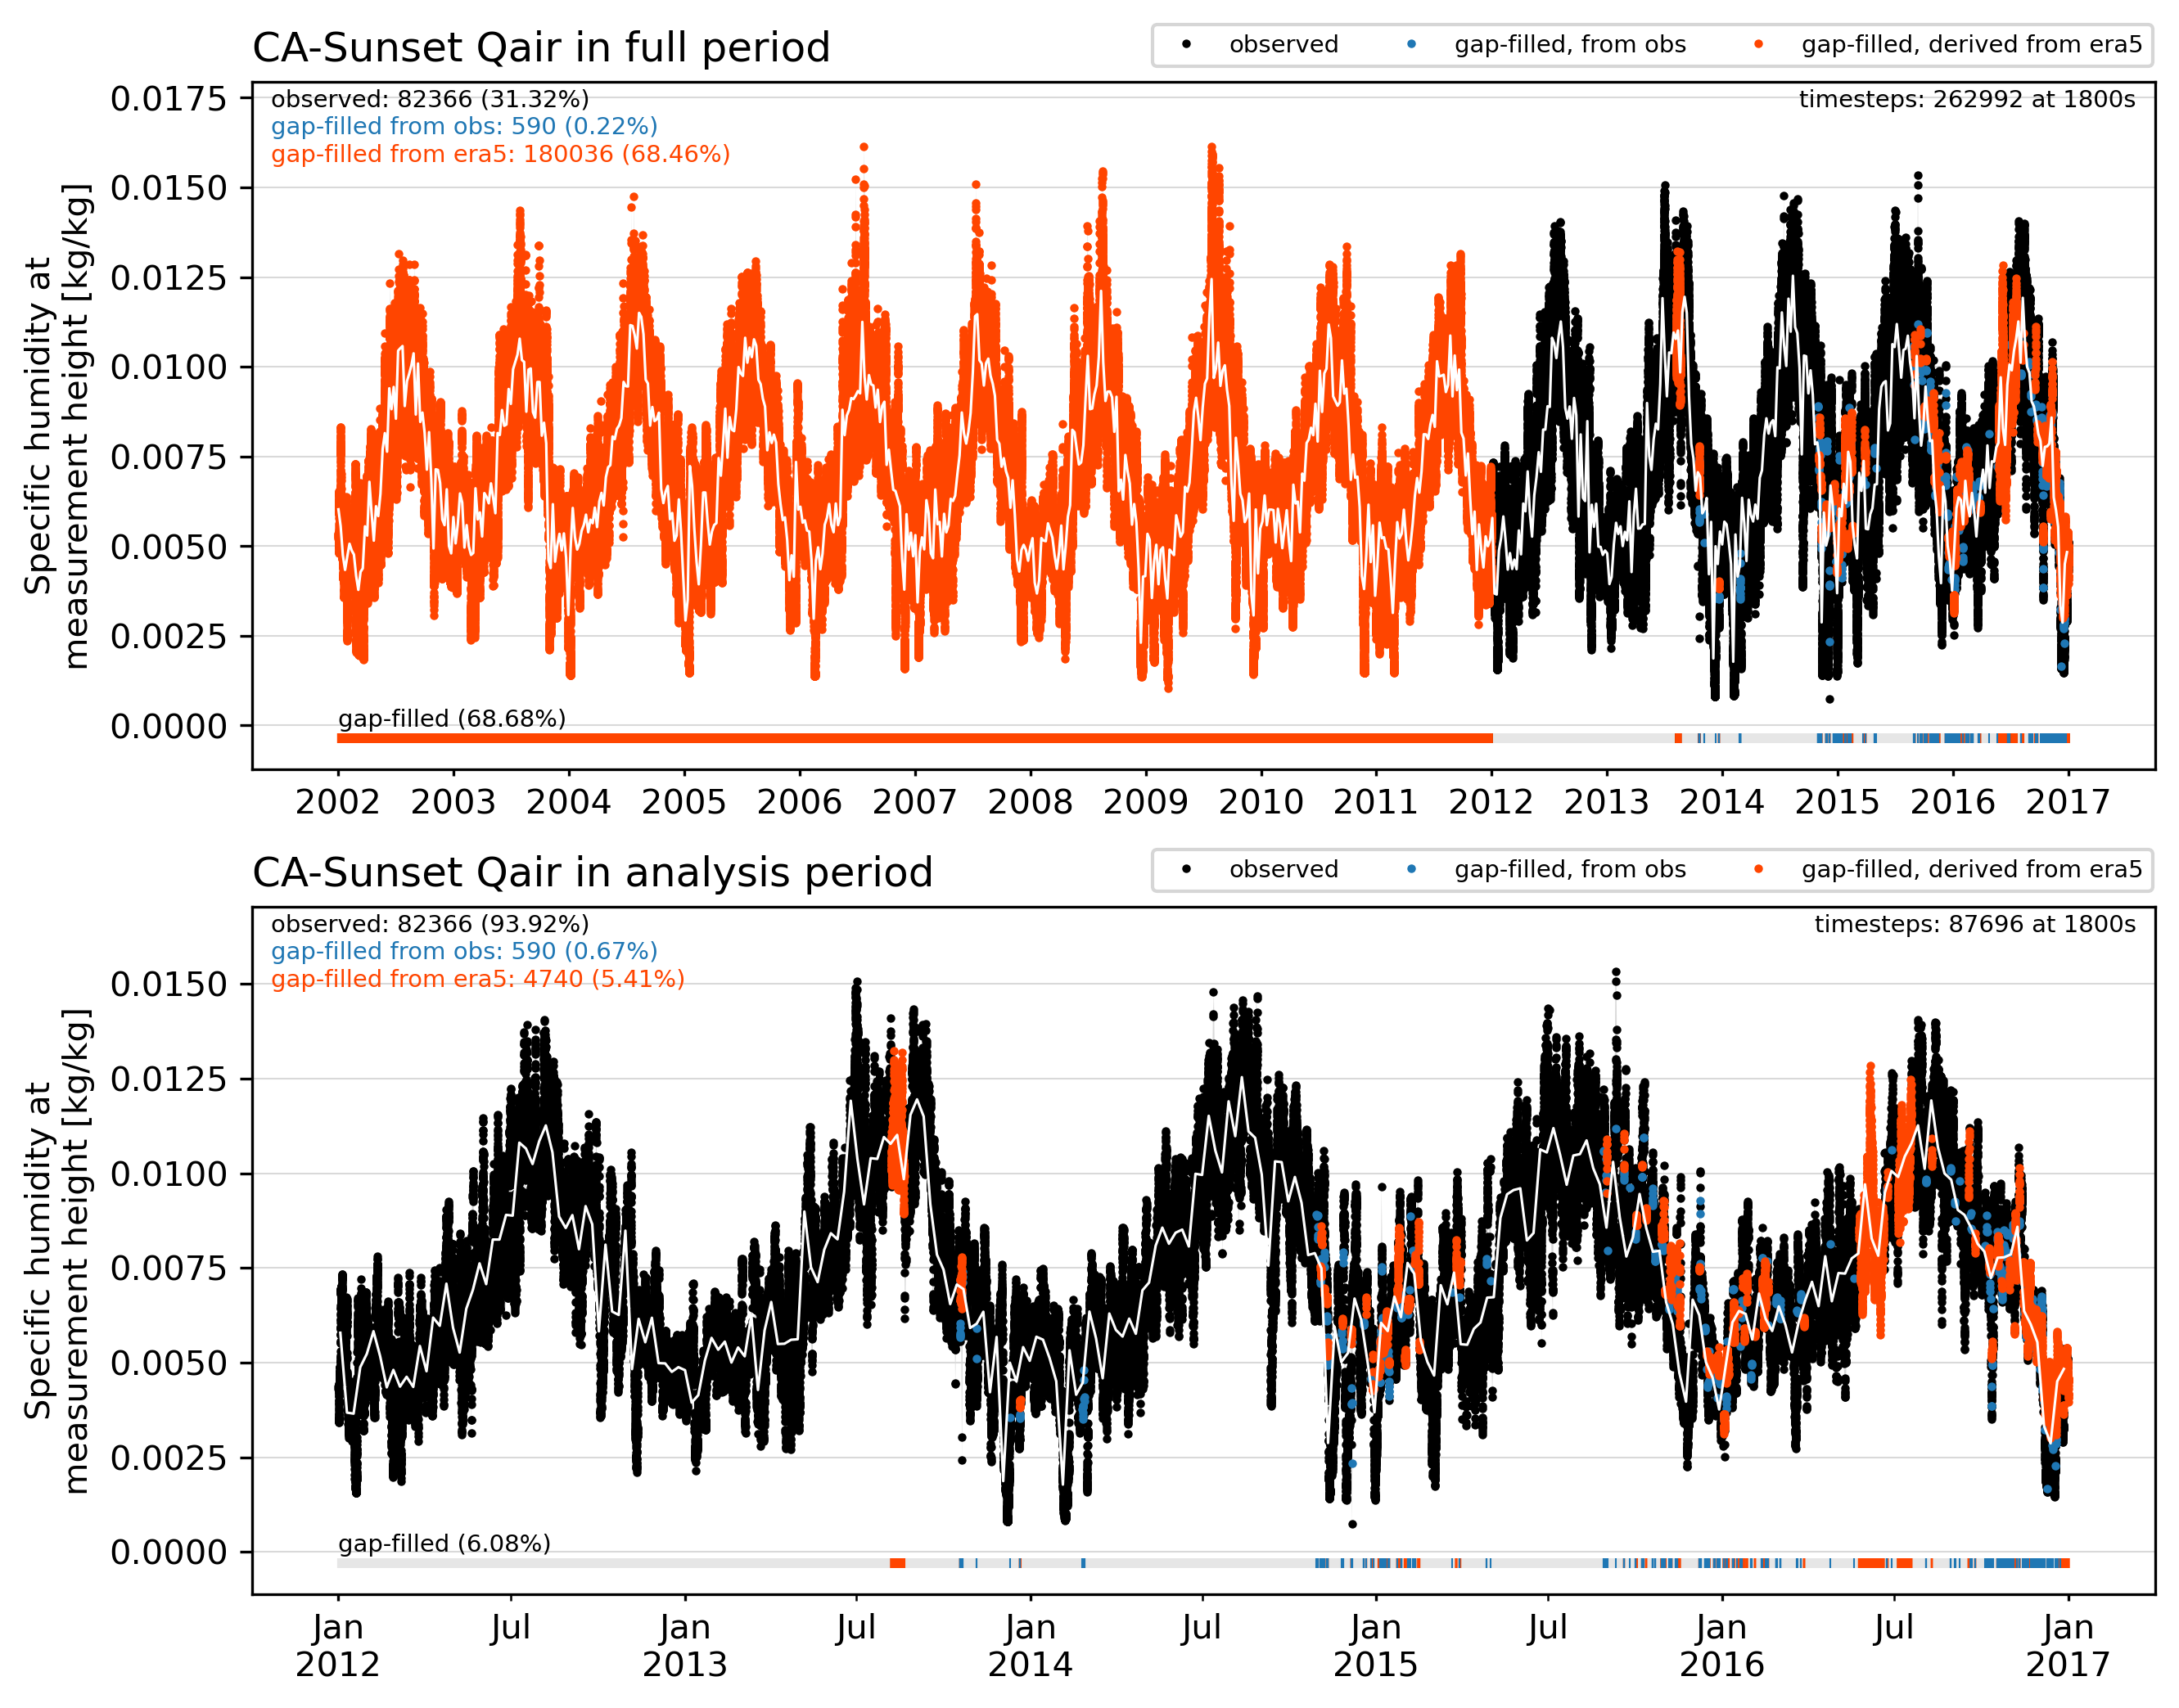 CA-Sunset Qair in full period
observed gap-filled, from obs gap-filled, derived from era5
observed: 82366 (31.32%)
gap-filled from obs: 590 (0.22%)
gap-filled from era5: 180036 (68.46%)
timesteps: 262992 at 1800s
Specific humidity at
measurement height [kg/kg]
0.0175
0.0150
0.0125
0.0100
0.0075
0.0050
0.0025
0.0000
gap-filled (68.68%)
2002 2003 2004 2005 2006 2007 2008 2009 2010 2011 2012 2013 2014 2015 2016 2017
CA-Sunset Qair in analysis period
observed gap-filled, from obs gap-filled, derived from era5
observed: 82366 (93.92%)
gap-filled from obs: 590 (0.67%)
gap-filled from era5: 4740 (5.41%)
timesteps: 87696 at 1800s
Specific humidity at
measurement height [kg/kg]
0.0150
0.0125
0.0100
0.0075
0.0050
0.0025
0.0000
gap-filled (6.08%)
Jan Jul Jan Jul Jan Jul Jan Jul Jan Jul Jan
2012 2013 2014 2015 2016 2017